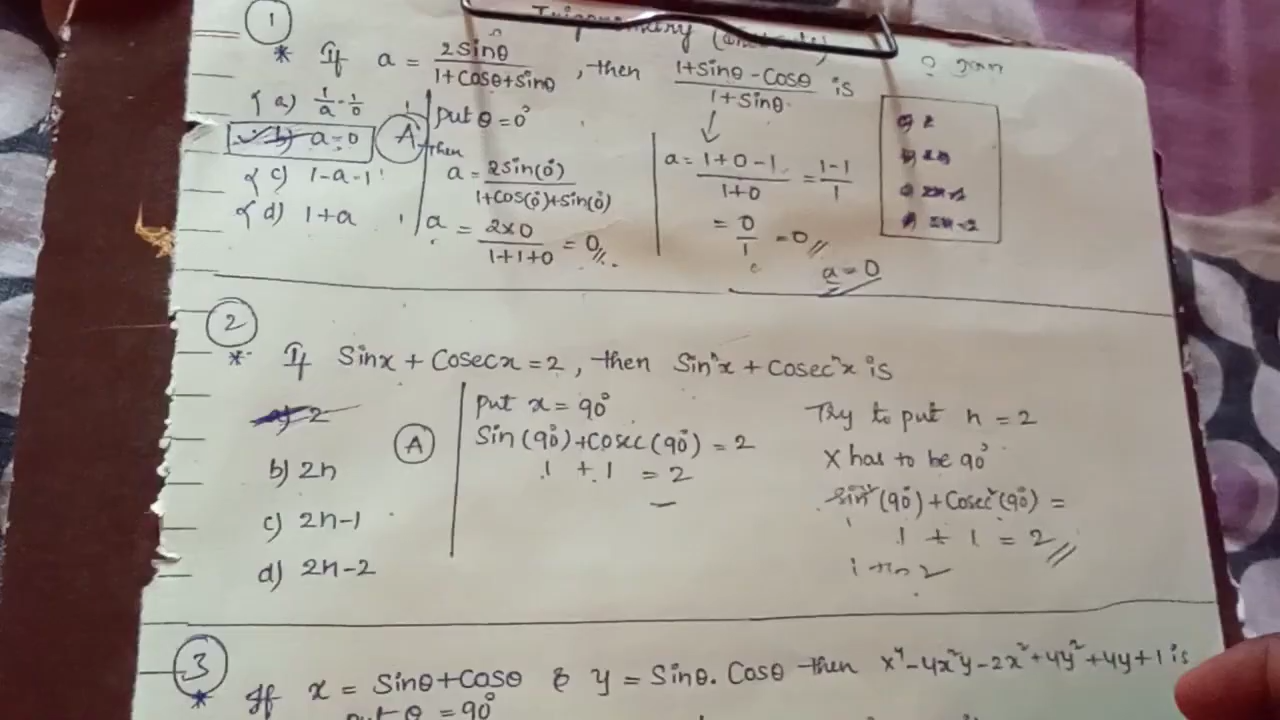 1
* If a = 2sinθ / 1+cosθ+sinθ , then 1+sinθ-cosθ / 1+sinθ is
a) 1/a - 1/0
b) a=0
c) 1-a-1
d) 1+a
A
Put θ=0°
then
a = 2sin(0°) / 1+cos(0°)+sin(0°)
a = 2×0 / 1+1+0 = 0
a = 1+0-1 / 1+0 = 1-1 / 1
= 0 / 1 = 0
a=0
2
* If Sinx + Cosecx = 2, then Sinⁿx + Cosecⁿx is
a) 2
b) 2n
c) 2n-1
d) 2n-2
A
Put x = 90°
Sin(90°)+Cosec(90°) = 2
1 + 1 = 2
Try to put n = 2
x has to be 90°
Sin²(90°)+Cosec²(90°) =
1 + 1 = 2
3
* If x = Sinθ+Cosθ & y = Sinθ.Cosθ then x⁴-4x²y-2x²+4y²+4y+1 is
Put θ = 90°